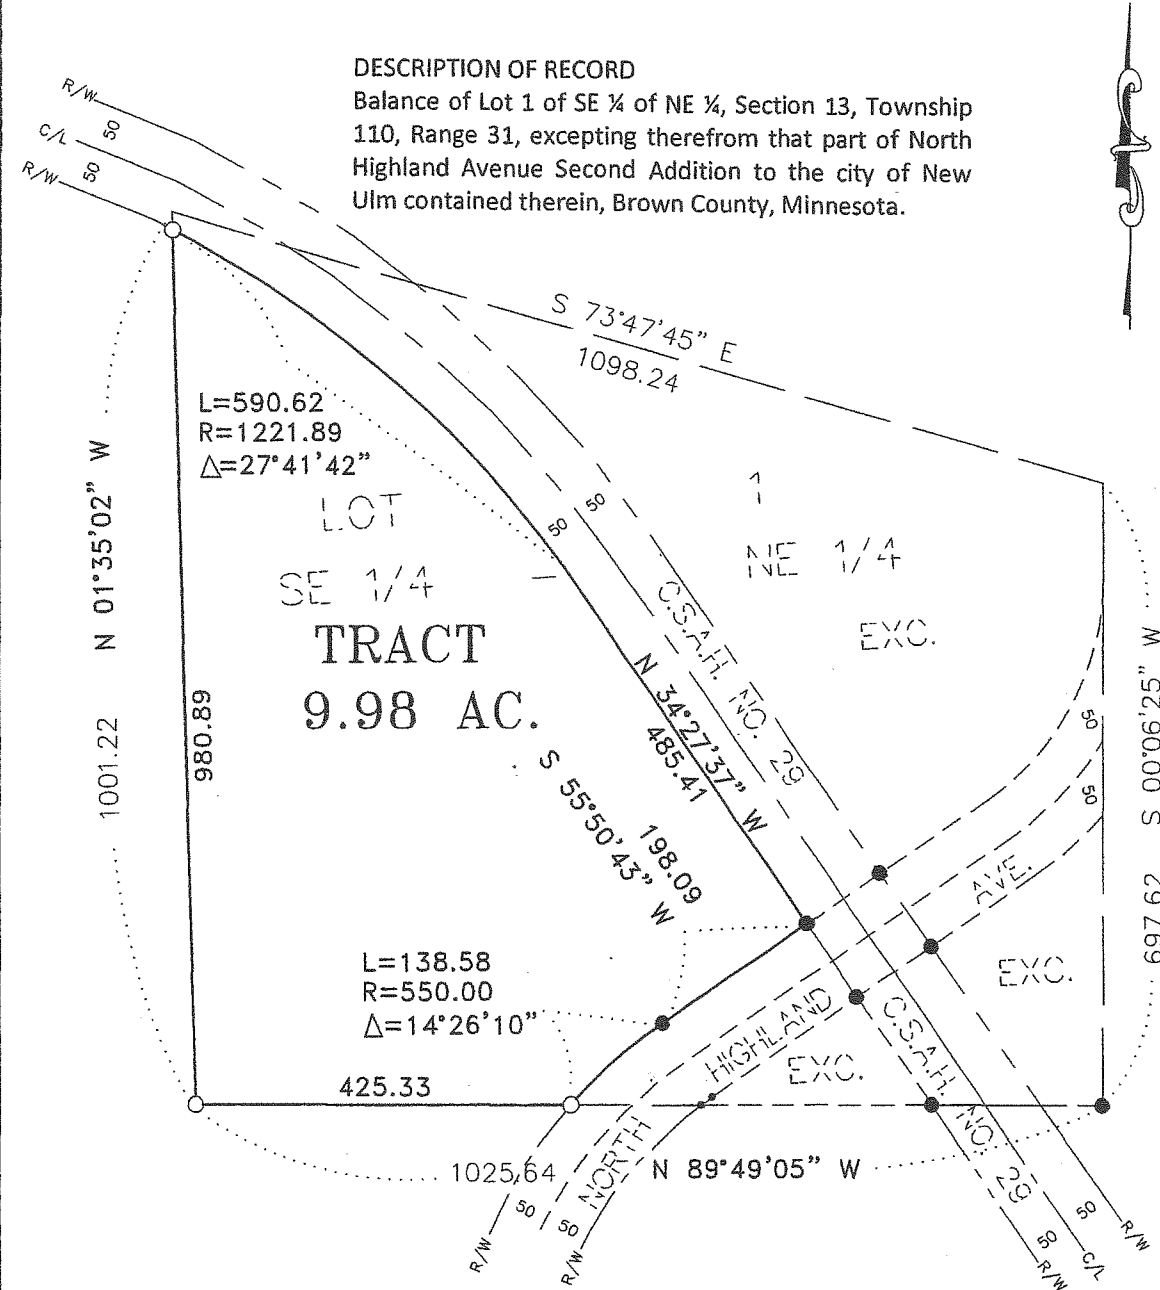 DESCRIPTION OF RECORD
Balance of Lot 1 of SE ¼ of NE ¼, Section 13, Township
110, Range 31, excepting therefrom that part of North
Highland Avenue Second Addition to the city of New
Ulm contained therein, Brown County, Minnesota.
R/W
50
C/L
50
R/W
S 73°47'45" E
1098.24
L=590.62
R=1221.89
Δ=27°41'42"
N 01°35'02" W
1001.22
980.89
LOT
1
SE 1/4
NE 1/4
EXC.
TRACT
9.98 AC.
50
50
C.S.A.H. NO. 29
N 34°27'37" W
485.41
S 55°50'43" W
198.09
50
50
S 00°06'25" W
697.62
L=138.58
R=550.00
Δ=14°26'10"
NORTH HIGHLAND AVE.
EXC.
EXC.
C.S.A.H. NO. 29
425.33
1025.64
N 89°49'05" W
50
50
R/W
R/W
50
50
R/W
C/L
R/W